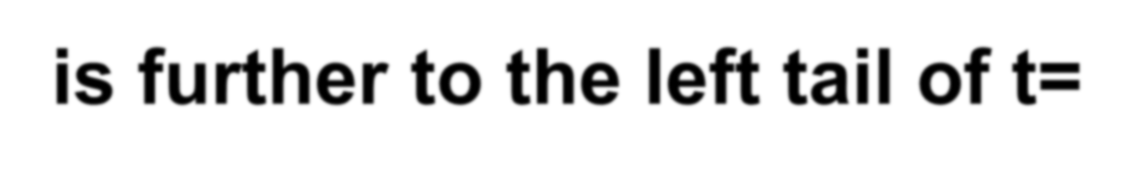 is further to the left tail of t=